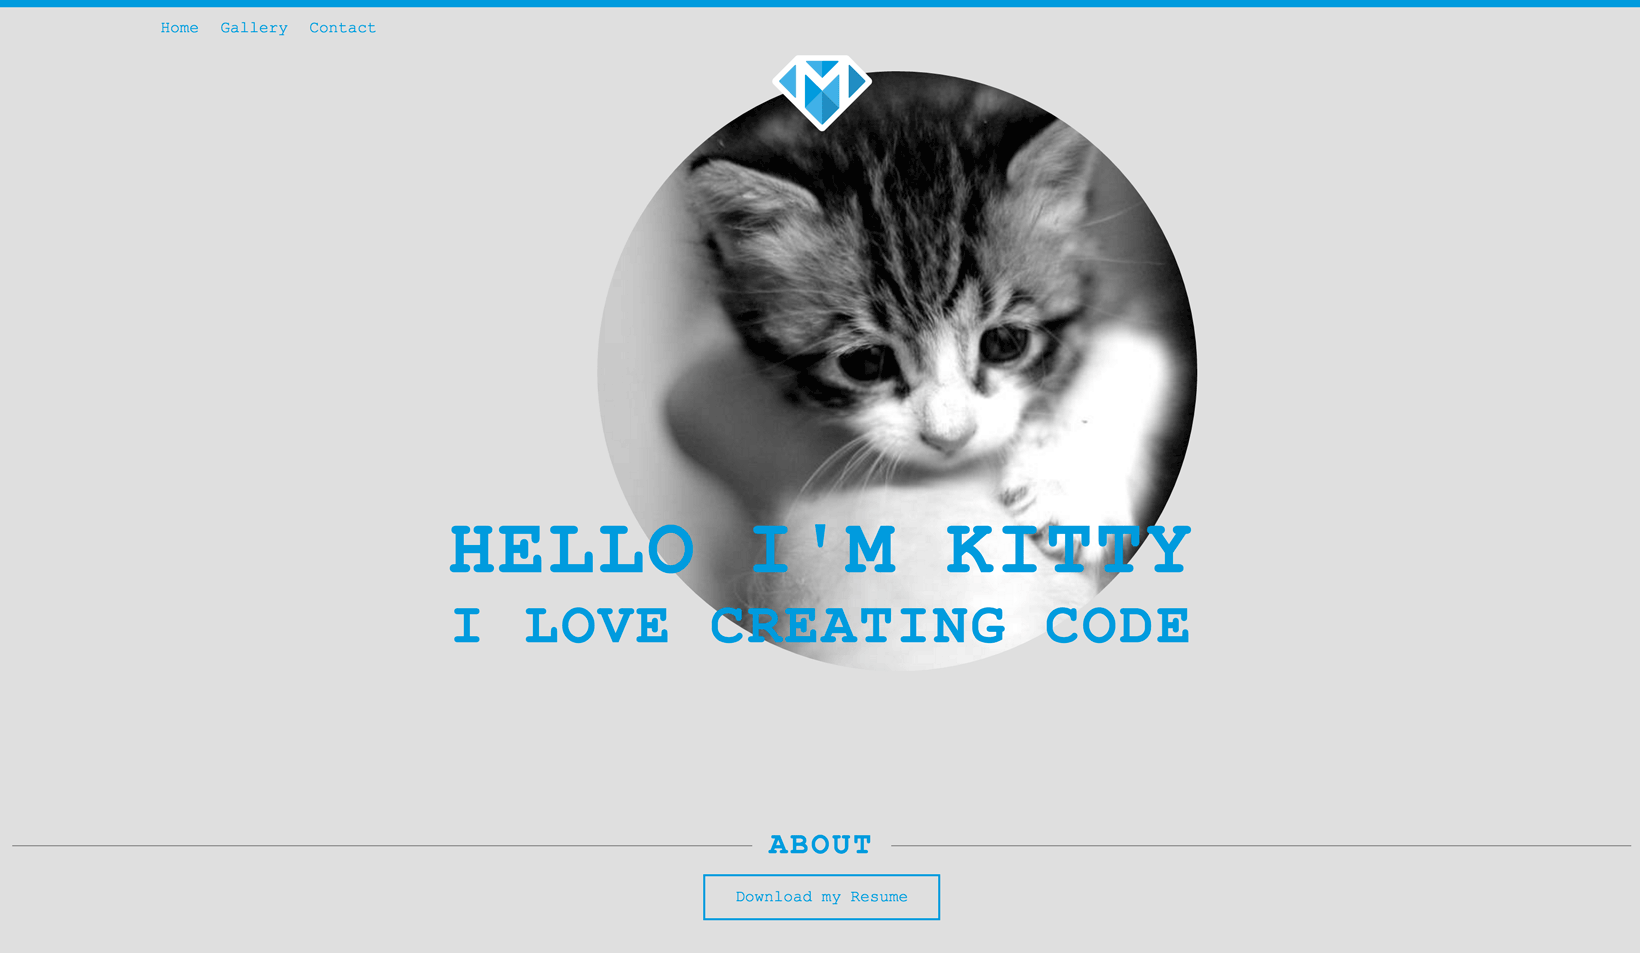 Home Gallery Contact
M
HELLO I'M KITTY
I LOVE CREATING CODE
ABOUT
Download my Resume